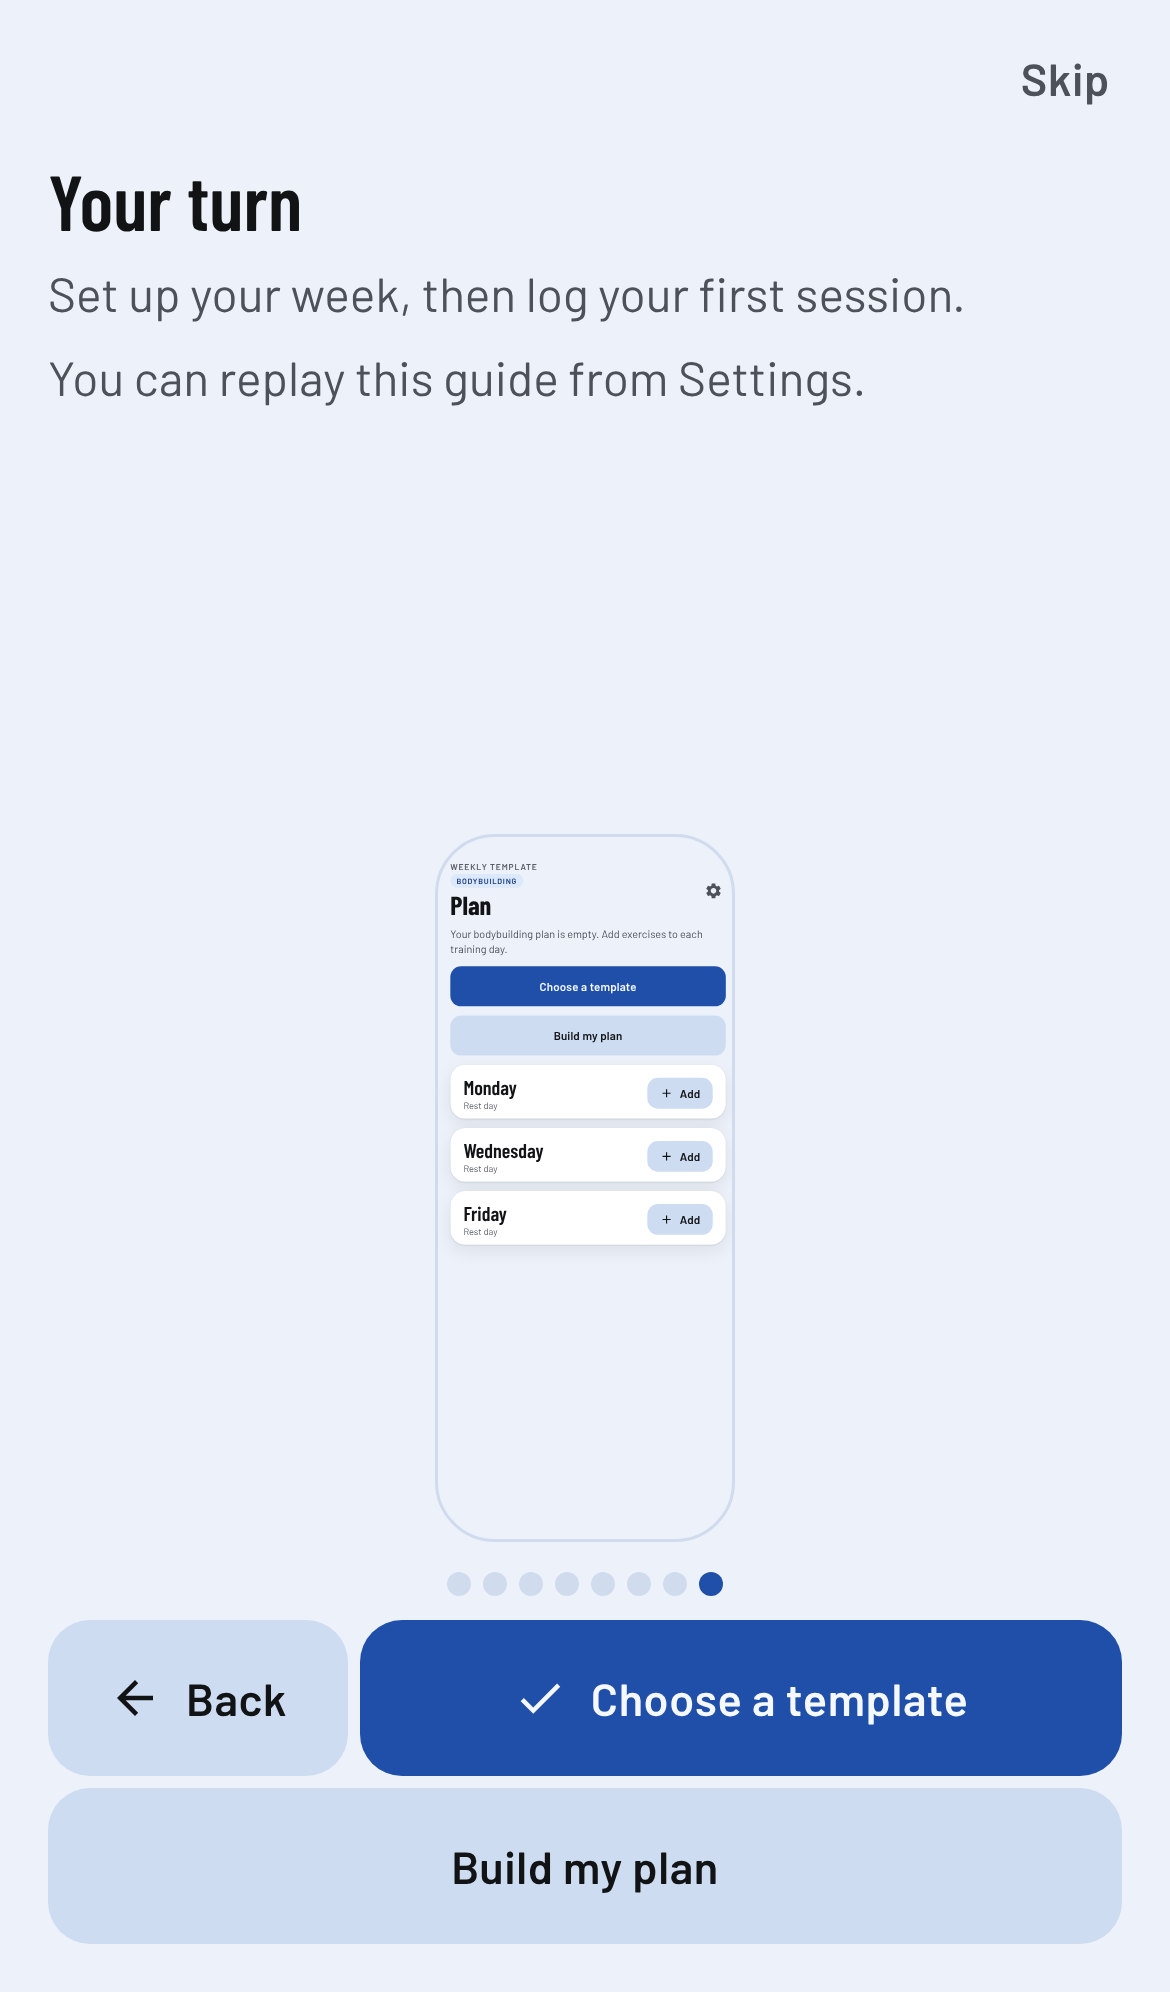 Skip
Your turn
Set up your week, then log your first session.
You can replay this guide from Settings.
WEEKLY TEMPLATE
BODYBUILDING
Plan
Your bodybuilding plan is empty. Add exercises to each
training day.
Choose a template
Build my plan
Monday
Rest day
Add
Wednesday
Rest day
Add
Friday
Rest day
Add
Back
Choose a template
Build my plan